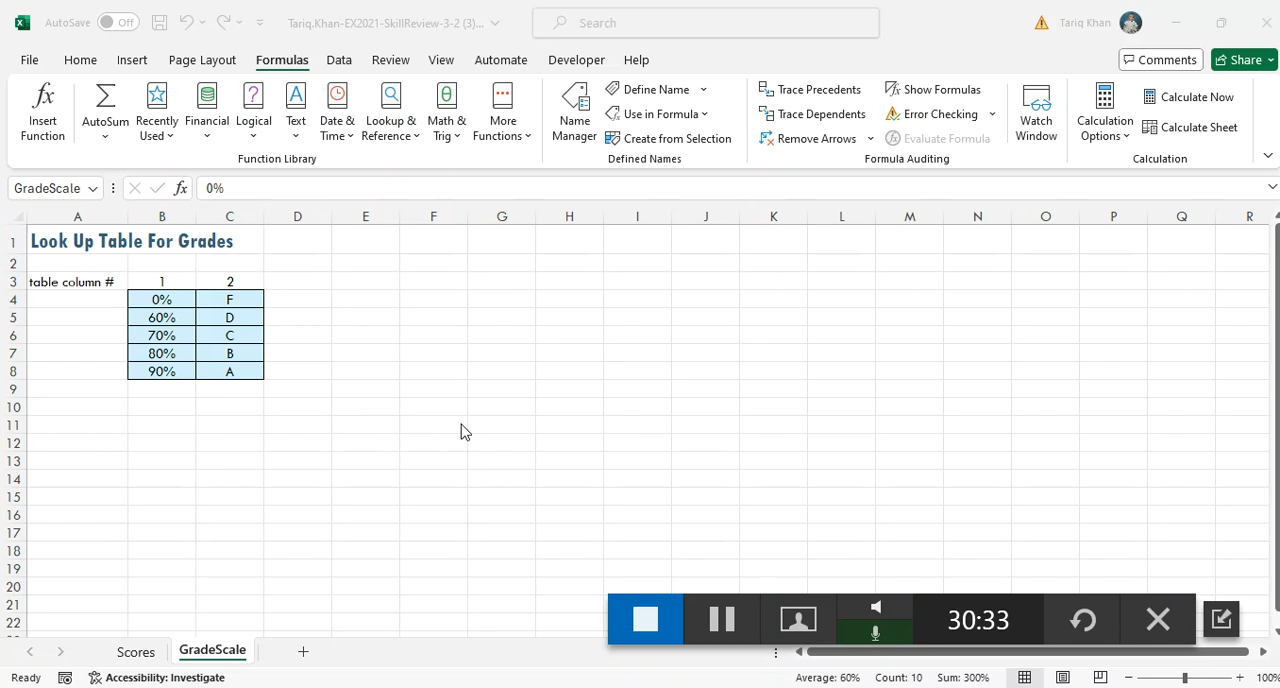 AutoSave Off Tariq.Khan-EX2021-SkillReview-3-2 (3)... Search Tariq Khan
File Home Insert Page Layout Formulas Data Review View Automate Developer Help Comments Share
fx Σ ? A θ
Insert Function
AutoSum
Recently Used
Financial
Logical
Text
Date & Time
Lookup & Reference
Math & Trig
More Functions
Function Library
Name Manager
Define Name
Use in Formula
Create from Selection
Defined Names
Trace Precedents
Trace Dependents
Remove Arrows
Show Formulas
Error Checking
Evaluate Formula
Formula Auditing
Watch Window
Calculation Options
Calculate Now
Calculate Sheet
Calculation
GradeScale fx 0%
A B C D E F G H I J K L M N O P Q R
1 Look Up Table For Grades
2
3 table column # 1 2
4 0% F
5 60% D
6 70% C
7 80% B
8 90% A
9
10
11
12
13
14
15
16
17
18
19
20
21
22
30:33
Scores GradeScale
Ready Accessibility: Investigate Average: 60% Count: 10 Sum: 300% 100%